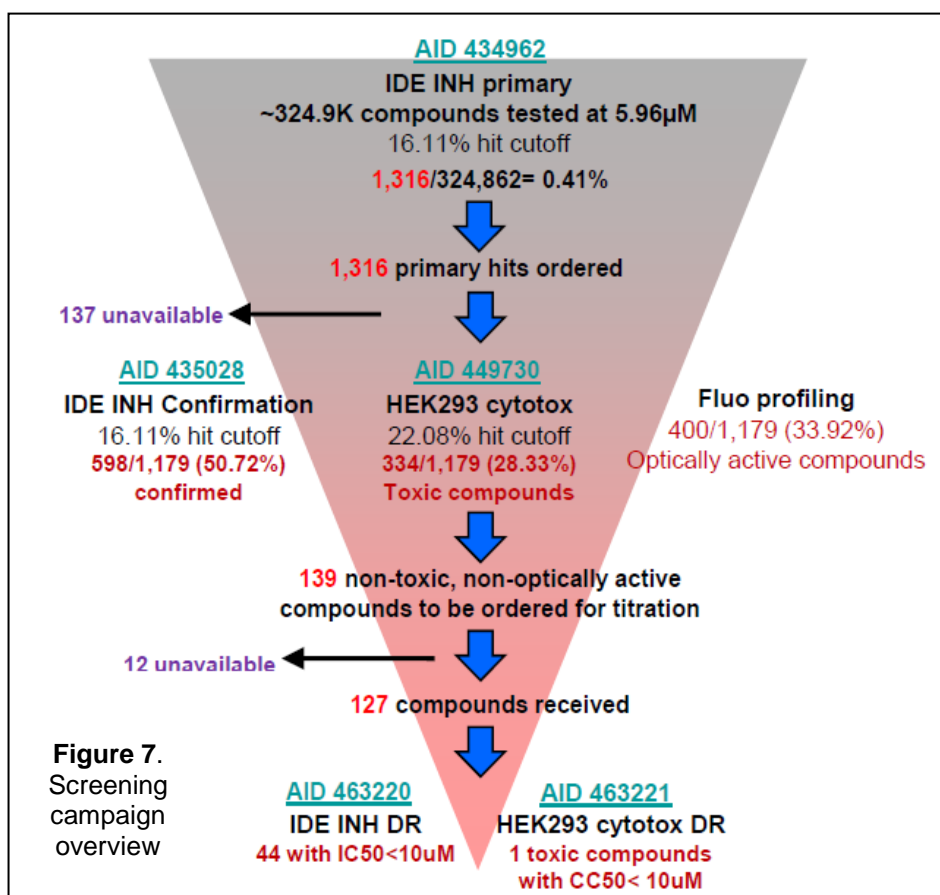 AID 434962
IDE INH primary
~324.9K compounds tested at 5.96µM
16.11% hit cutoff
1,316/324,862= 0.41%
1,316 primary hits ordered
137 unavailable
AID 435028
IDE INH Confirmation
16.11% hit cutoff
598/1,179 (50.72%)
confirmed
AID 449730
HEK293 cytotox
22.08% hit cutoff
334/1,179 (28.33%)
Toxic compounds
Fluo profiling
400/1,179 (33.92%)
Optically active compounds
139 non-toxic, non-optically active
compounds to be ordered for titration
12 unavailable
127 compounds received
Figure 7.
Screening
campaign
overview
AID 463220
IDE INH DR
44 with IC50<10uM
AID 463221
HEK293 cytotox DR
1 toxic compounds
with CC50< 10uM